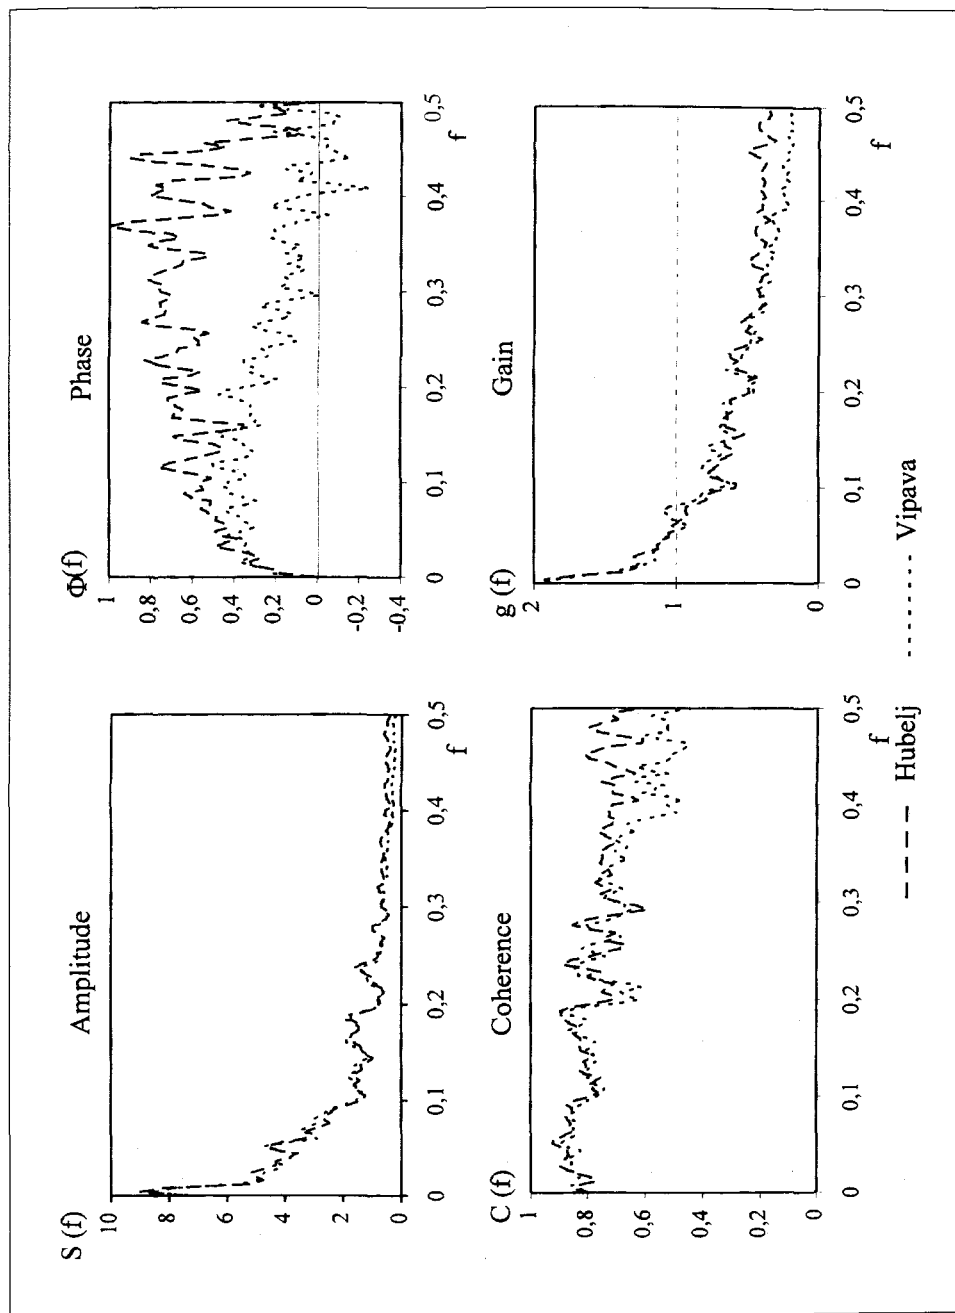 Amplitude
S (f)
10
8
6
4
2
0
0 0,1 0,2 0,3 0,4 0,5
f
Phase
Φ(f)
1
0,8
0,6
0,4
0,2
0
-0,2
-0,4
0 0,1 0,2 0,3 0,4 0,5
f
Coherence
C (f)
1
0,8
0,6
0,4
0,2
0
0 0,1 0,2 0,3 0,4 0,5
f
Gain
g (f)
2
1
0
0 0,1 0,2 0,3 0,4 0,5
f
Hubelj Vipava